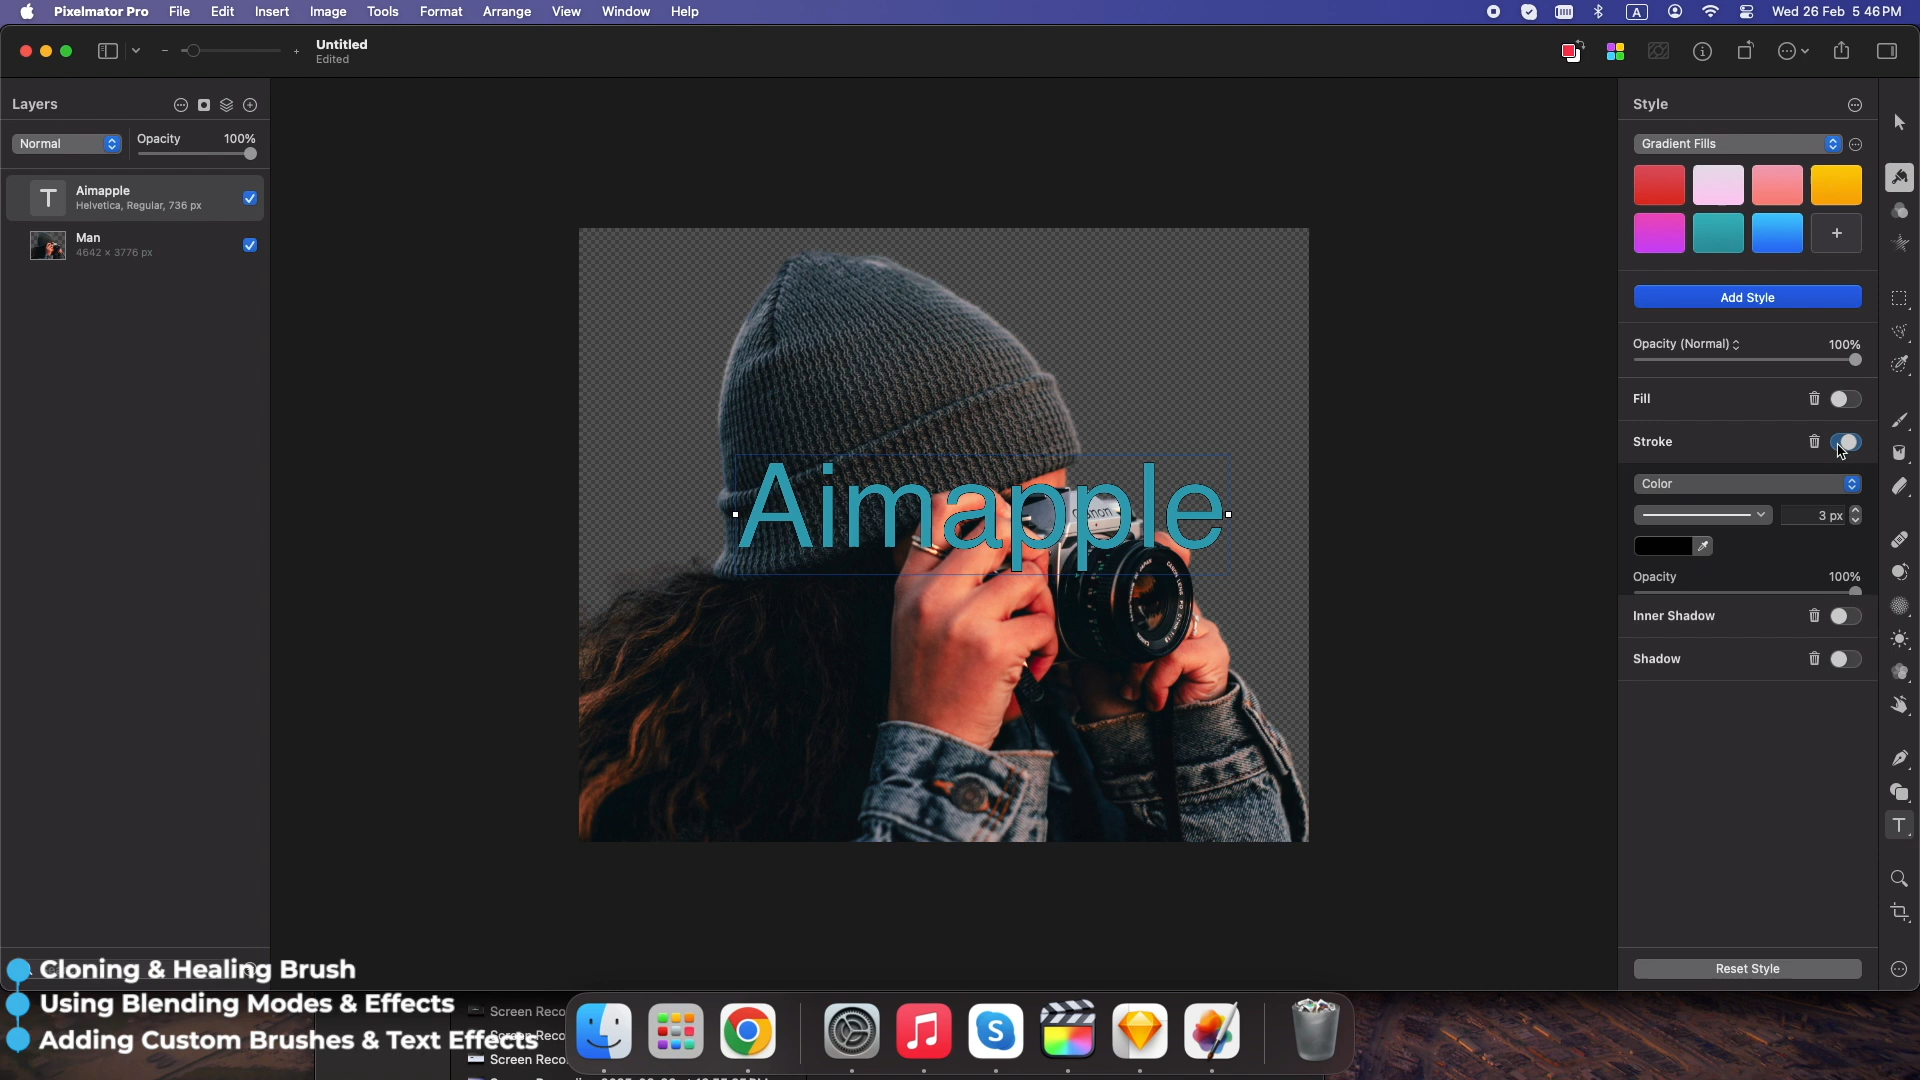 Pixelmator Pro File Edit Insert Image Tools Format Arrange View Window Help
A Wed 26 Feb 5 46 PM
Untitled
Edited
Layers
Normal Opacity 100%
T Aimapple
Helvetica, Regular, 736 px
Man
4642 × 3776 px
Aimapple
canon
Style
Gradient Fills
+
Add Style
Opacity (Normal) 100%
Fill
Stroke
Color
3 px
Opacity 100%
Inner Shadow
Shadow
Reset Style
T
Cloning & Healing Brush
Using Blending Modes & Effects
Adding Custom Brushes & Text Effects
Screen Reco
Screen Reco
Screen Reco
S